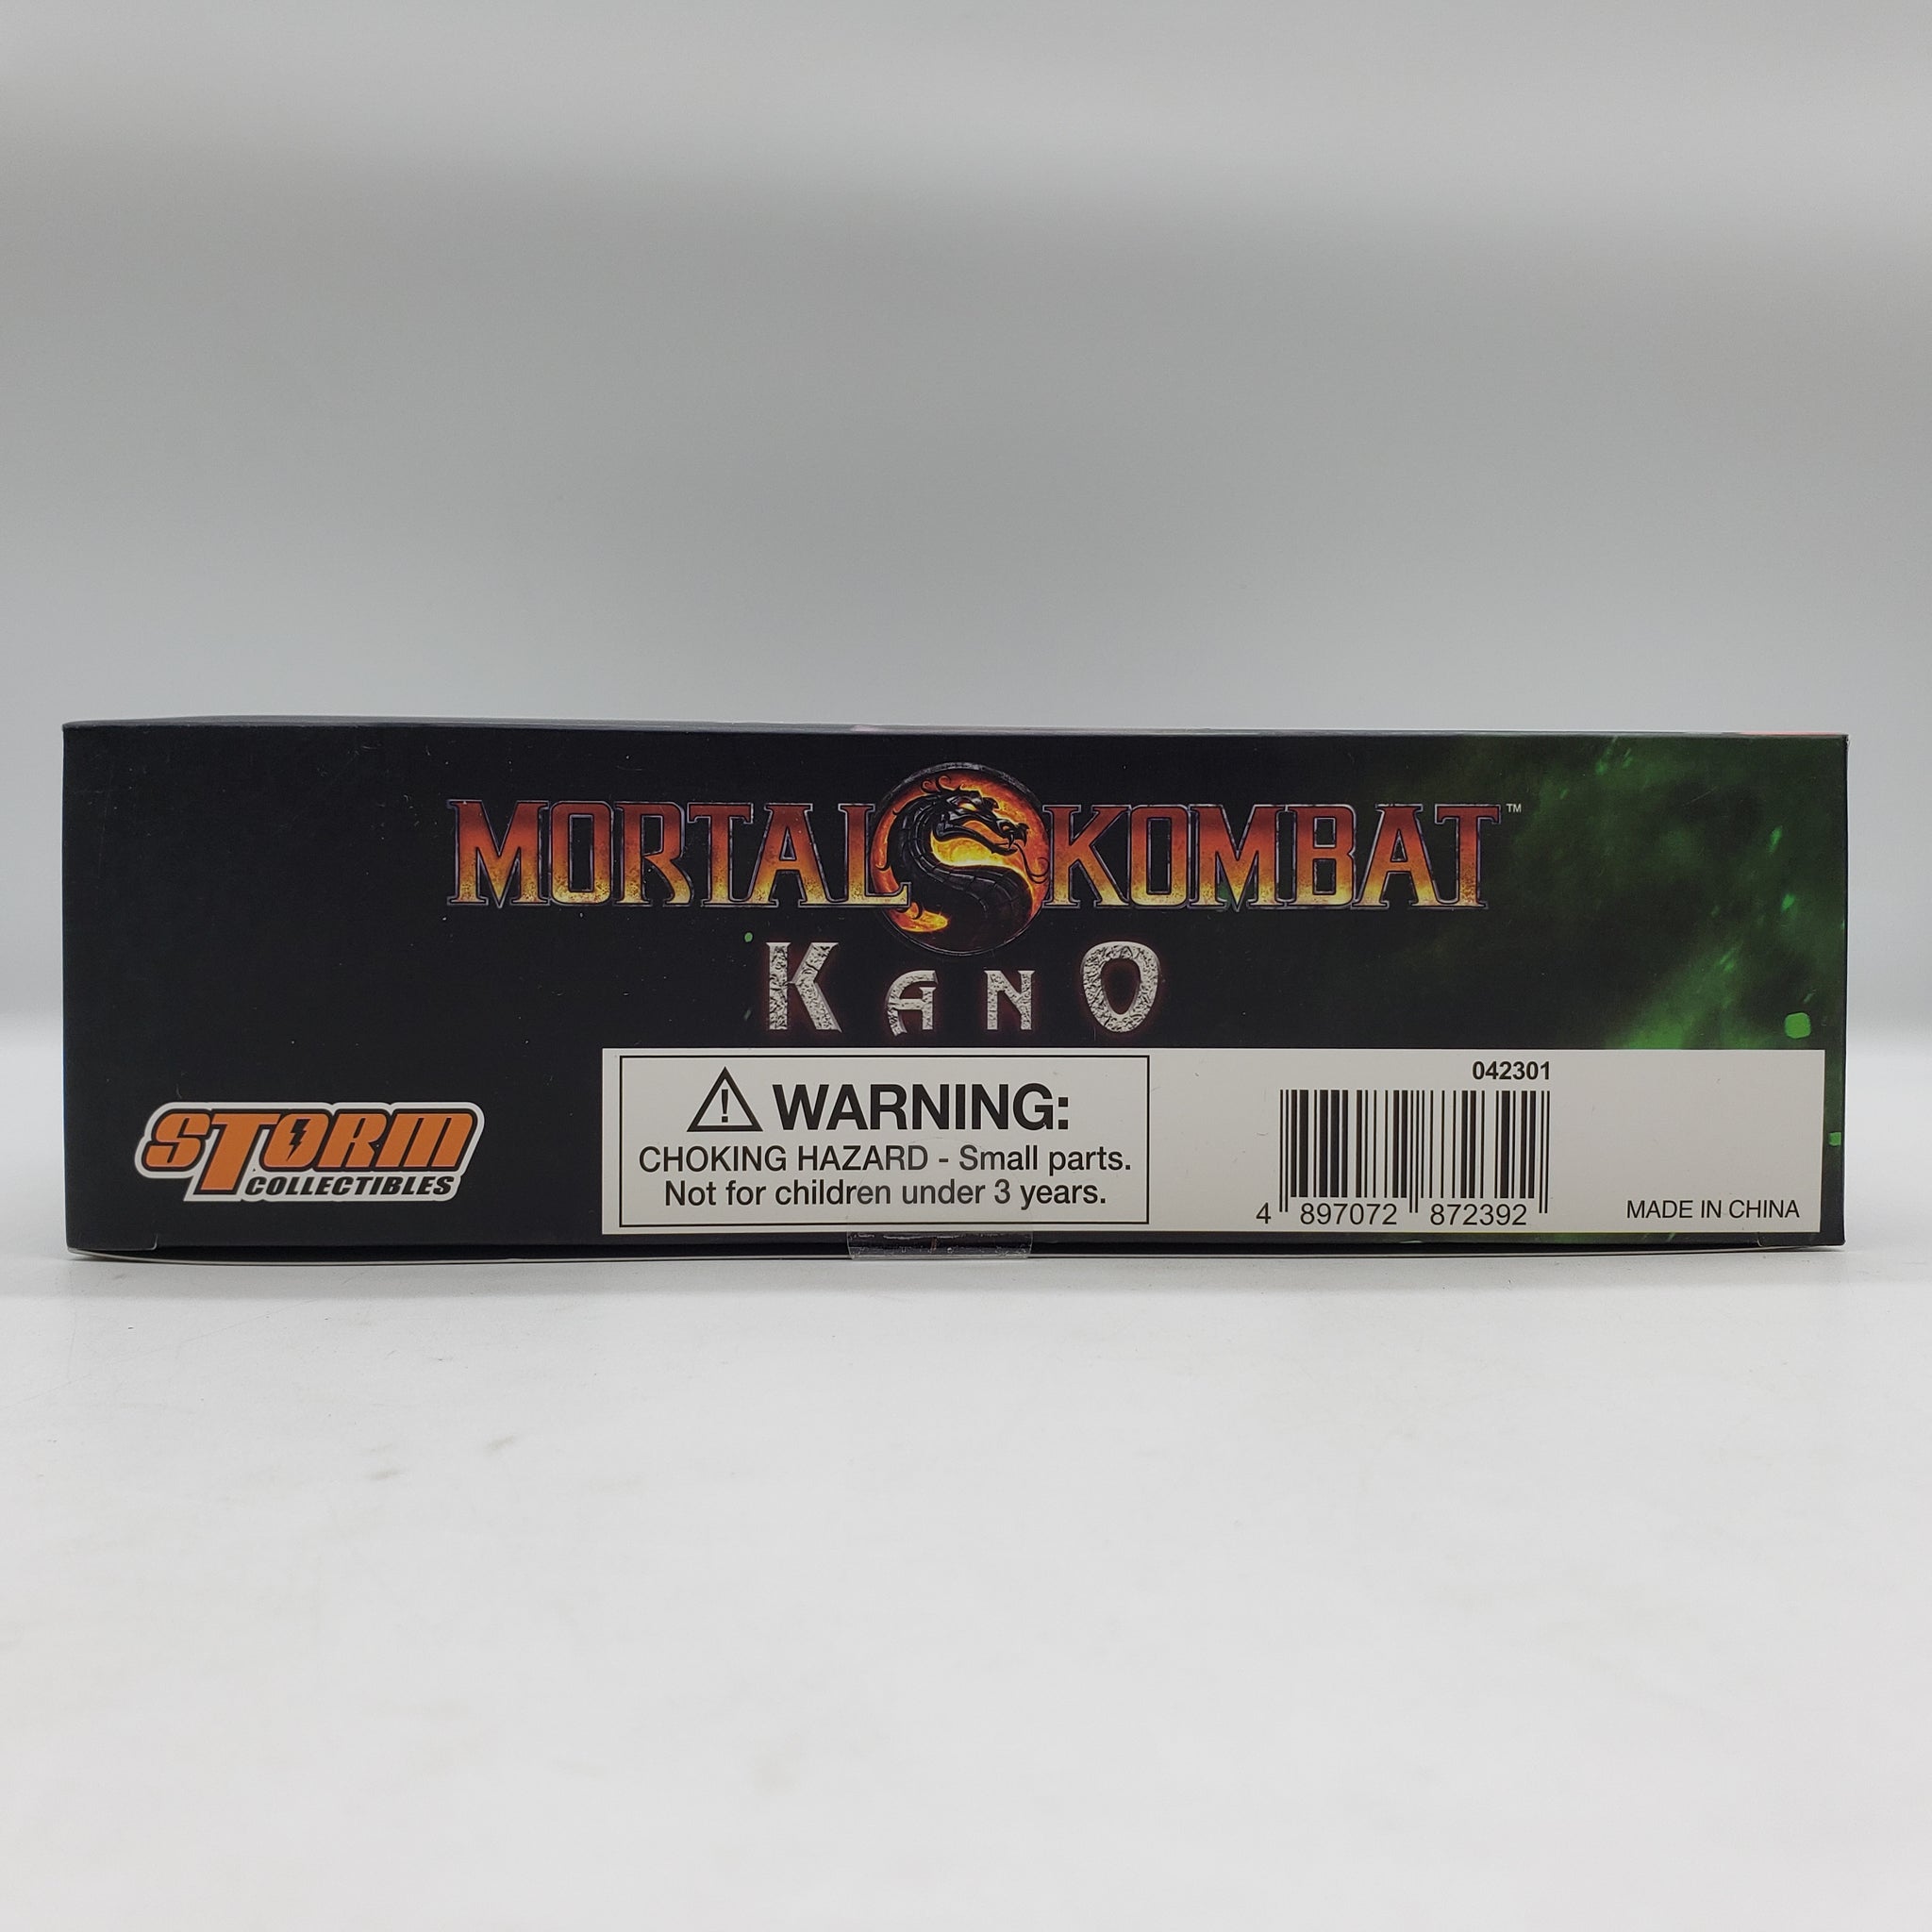 MORTAL KOMBAT™
KANO
STORM
COLLECTIBLES
⚠ WARNING:
CHOKING HAZARD - Small parts.
Not for children under 3 years.
042301
4 897072 872392
MADE IN CHINA